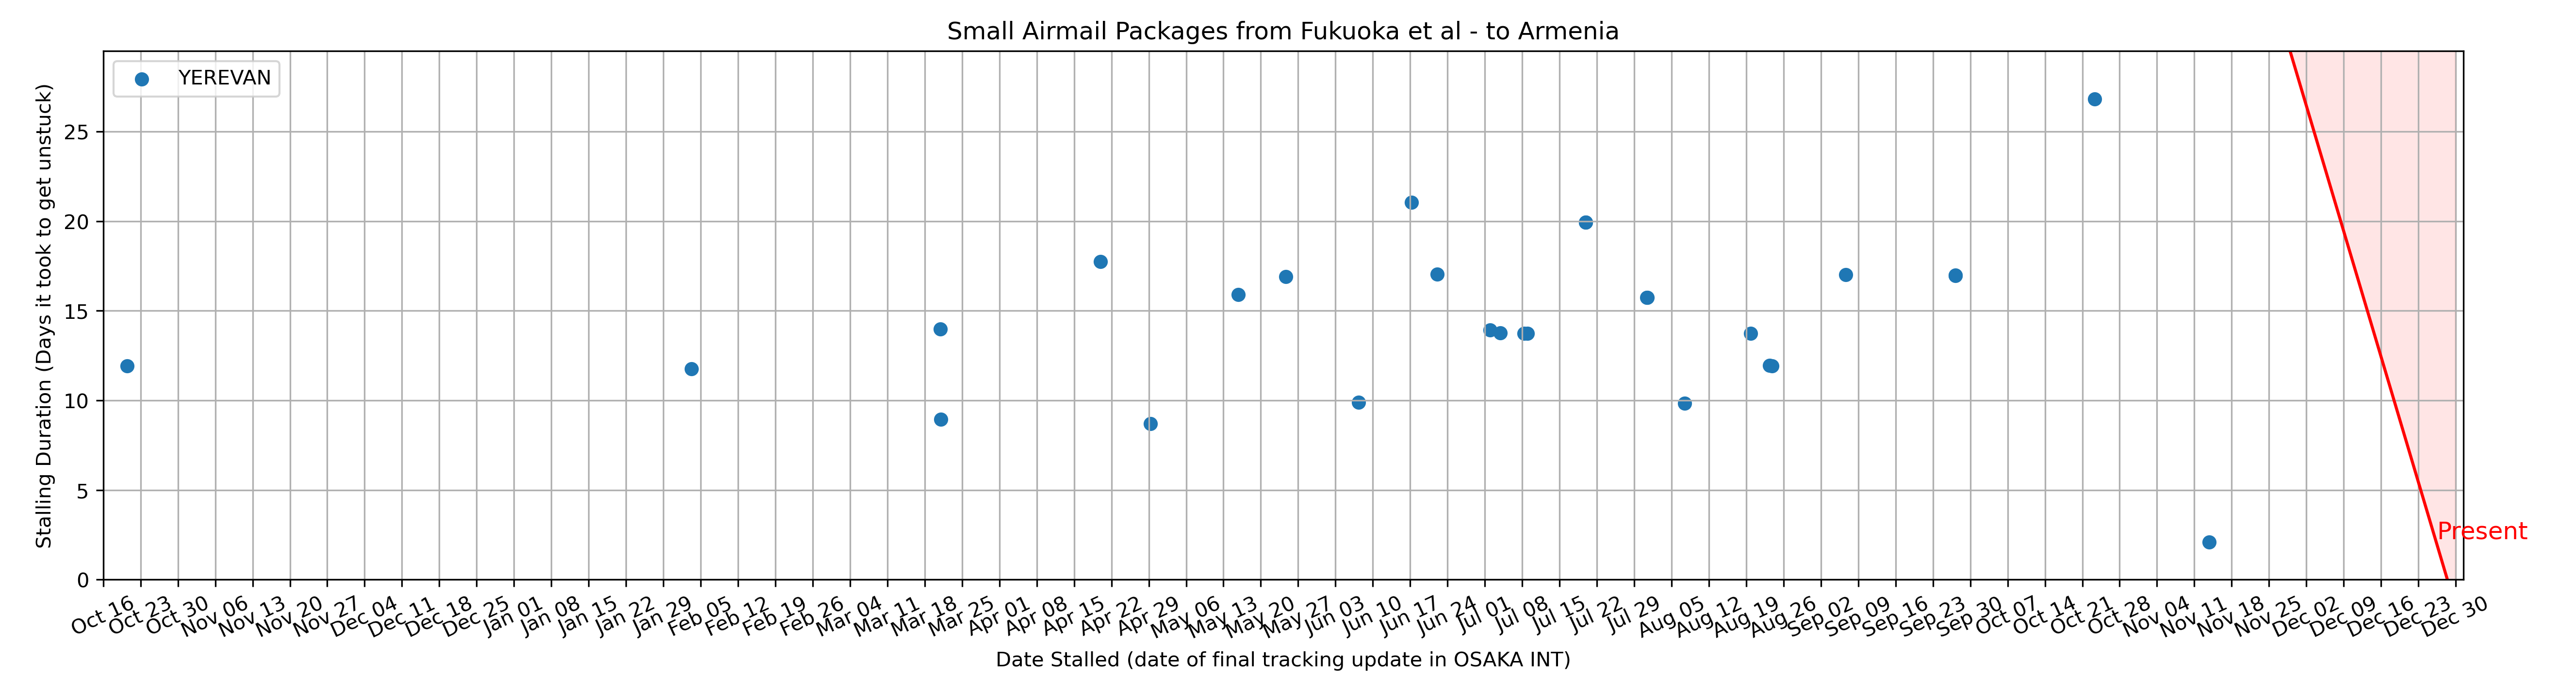 Small Airmail Packages from Fukuoka et al - to Armenia
YEREVAN
Stalling Duration (Days it took to get unstuck)
25
20
15
10
5
0
Present
Oct 16
Oct 23
Oct 30
Nov 06
Nov 13
Nov 20
Nov 27
Dec 04
Dec 11
Dec 18
Dec 25
Jan 01
Jan 08
Jan 15
Jan 22
Jan 29
Feb 05
Feb 12
Feb 19
Feb 26
Mar 04
Mar 11
Mar 18
Mar 25
Apr 01
Apr 08
Apr 15
Apr 22
Apr 29
May 06
May 13
May 20
May 27
Jun 03
Jun 10
Jun 17
Jun 24
Jul 01
Jul 08
Jul 15
Jul 22
Jul 29
Aug 05
Aug 12
Aug 19
Aug 26
Sep 02
Sep 09
Sep 16
Sep 23
Sep 30
Oct 07
Oct 14
Oct 21
Oct 28
Nov 04
Nov 11
Nov 18
Nov 25
Dec 02
Dec 09
Dec 16
Dec 23
Dec 30
Date Stalled (date of final tracking update in OSAKA INT)